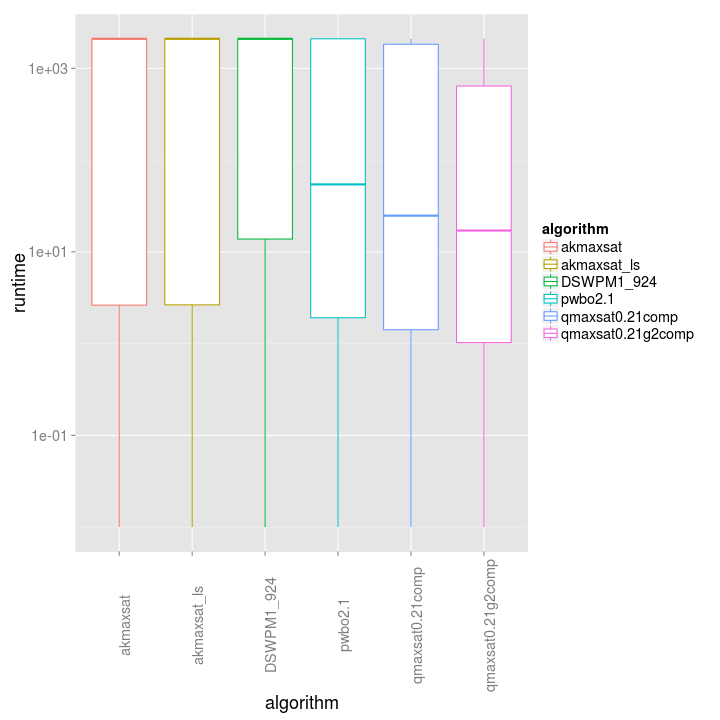 1e+03
1e+01
1e-01
runtime
akmaxsat
akmaxsat_ls
DSWPM1_924
pwbo2.1
qmaxsat0.21comp
qmaxsat0.21g2comp
algorithm
algorithm
akmaxsat
akmaxsat_ls
DSWPM1_924
pwbo2.1
qmaxsat0.21comp
qmaxsat0.21g2comp